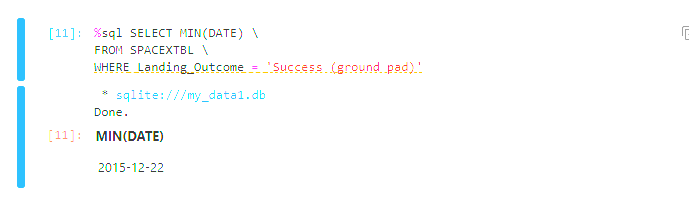 [11]: %sql SELECT MIN(DATE) \
FROM SPACEXTBL \
WHERE Landing_Outcome = 'Success (ground pad)'
* sqlite:///my_data1.db
Done.
[11]: MIN(DATE)
2015-12-22